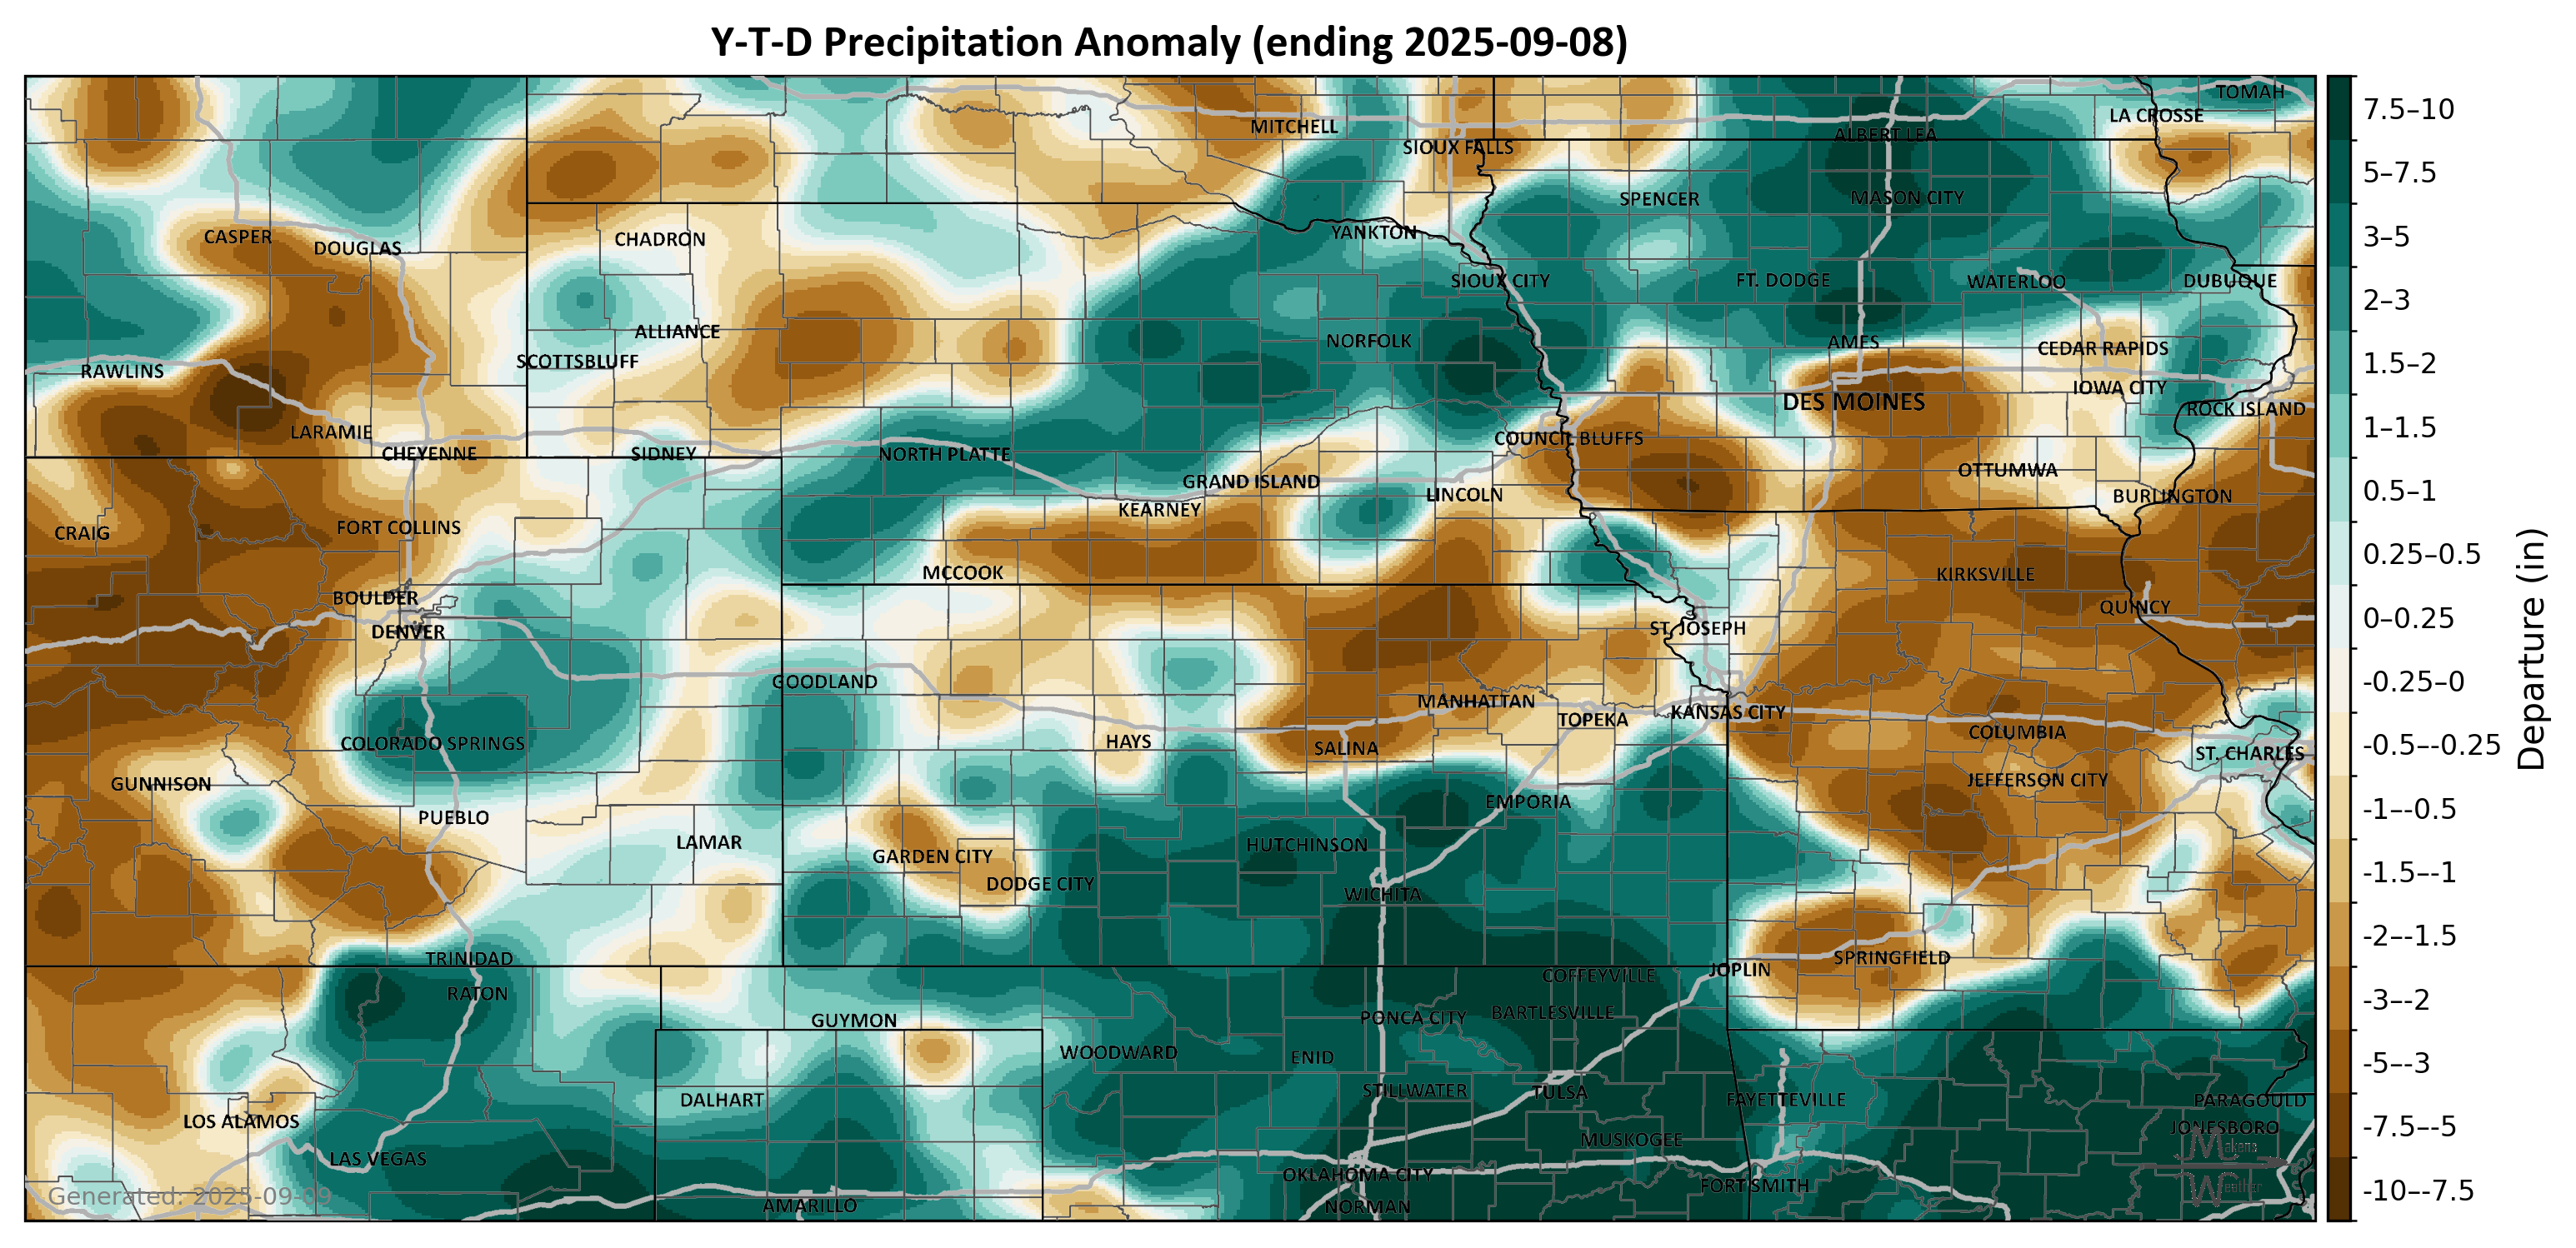 Y-T-D Precipitation Anomaly (ending 2025-09-08)
TOMAH
LA CROSSE
MITCHELL
ALBERT LEA
SIOUX FALLS
SPENCER
MASON CITY
YANKTON
CASPER
DOUGLAS
CHADRON
SIOUX CITY
FT. DODGE
WATERLOO
DUBUQUE
ALLIANCE
NORFOLK
AMES
CEDAR RAPIDS
SCOTTSBLUFF
RAWLINS
IOWA CITY
DES MOINES
ROCK ISLAND
LARAMIE
COUNCIL BLUFFS
CHEYENNE
SIDNEY
NORTH PLATTE
OTTUMWA
GRAND ISLAND
LINCOLN
BURLINGTON
KEARNEY
CRAIG
FORT COLLINS
MCCOOK
KIRKSVILLE
BOULDER
QUINCY
DENVER
ST. JOSEPH
GOODLAND
MANHATTAN
KANSAS CITY
TOPEKA
COLUMBIA
COLORADO SPRINGS
HAYS
SALINA
ST. CHARLES
GUNNISON
JEFFERSON CITY
EMPORIA
PUEBLO
LAMAR
HUTCHINSON
GARDEN CITY
DODGE CITY
WICHITA
TRINIDAD
SPRINGFIELD
JOPLIN
COFFEYVILLE
RATON
BARTLESVILLE
PONCA CITY
GUYMON
WOODWARD
ENID
STILLWATER
TULSA
DALHART
FAYETTEVILLE
PARAGOULD
LOS ALAMOS
JONESBORO
MUSKOGEE
LAS VEGAS
OKLAHOMA CITY
FORT SMITH
AMARILLO
NORMAN
Generated: 2025-09-09
Makens
Weather
7.5–10
5–7.5
3–5
2–3
1.5–2
1–1.5
0.5–1
0.25–0.5
0–0.25
-0.25–0
-0.5–-0.25
-1–-0.5
-1.5–-1
-2–-1.5
-3–-2
-5–-3
-7.5–-5
-10–-7.5
Departure (in)